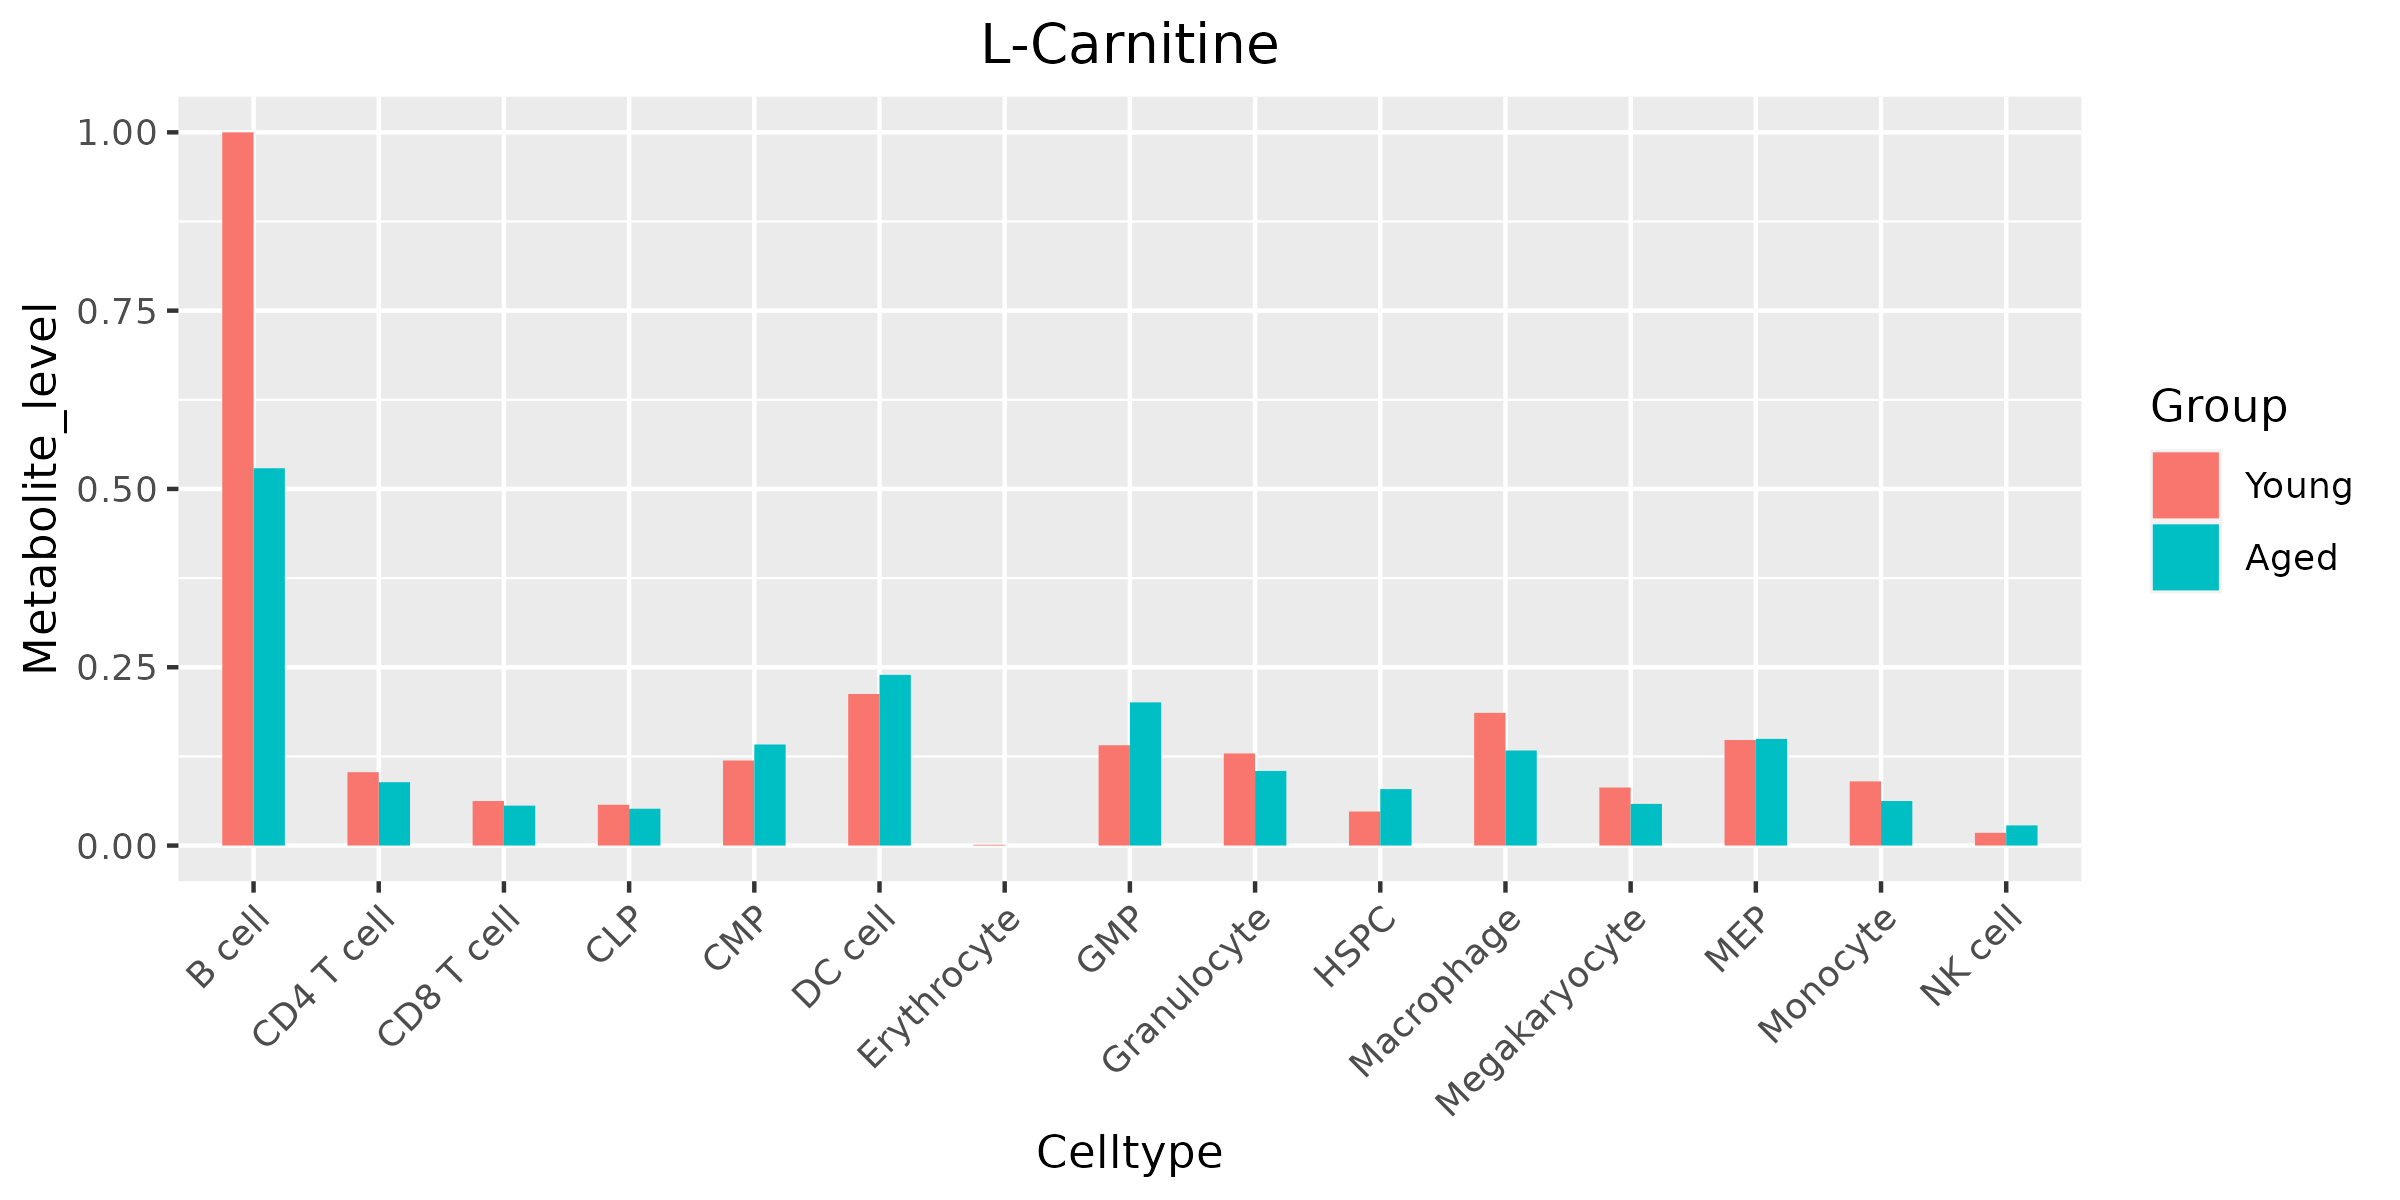 L-Carnitine
Metabolite_level
1.00
0.75
0.50
0.25
0.00
B cell
CD4 T cell
CD8 T cell
CLP
CMP
DC cell
Erythrocyte
GMP
Granulocyte
HSPC
Macrophage
Megakaryocyte
MEP
Monocyte
NK cell
Celltype
Group
Young
Aged